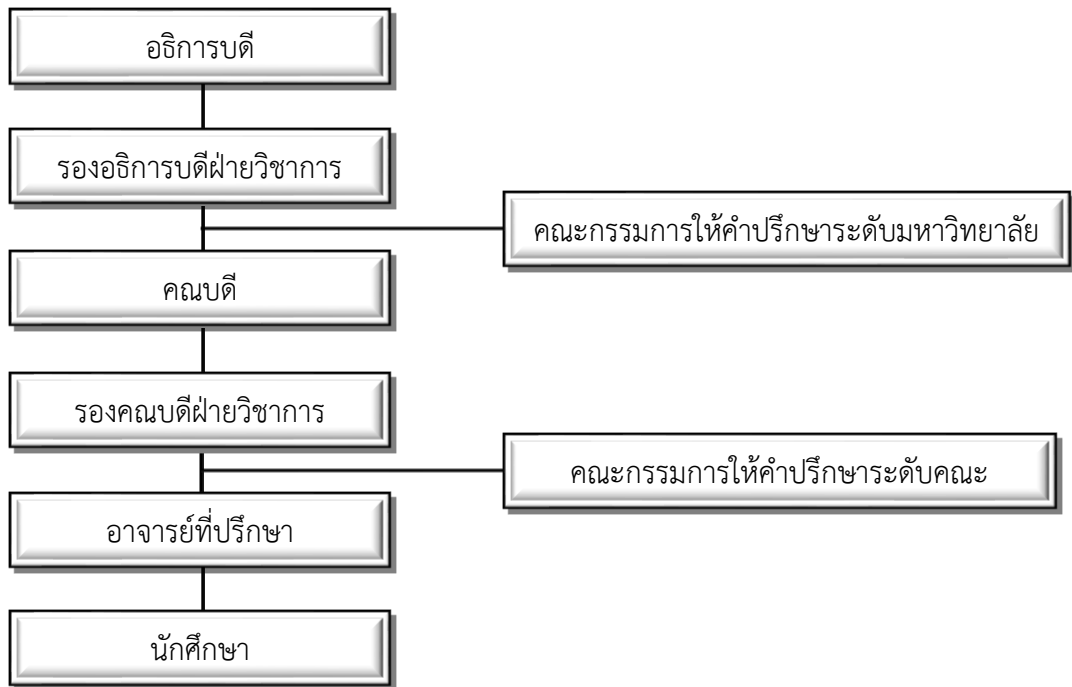 อธิการบดี
รองอธิการบดีฝ่ายวิชาการ
คณะกรรมการให้คำปรึกษาระดับมหาวิทยาลัย
คณบดี
รองคณบดีฝ่ายวิชาการ
คณะกรรมการให้คำปรึกษาระดับคณะ
อาจารย์ที่ปรึกษา
นักศึกษา